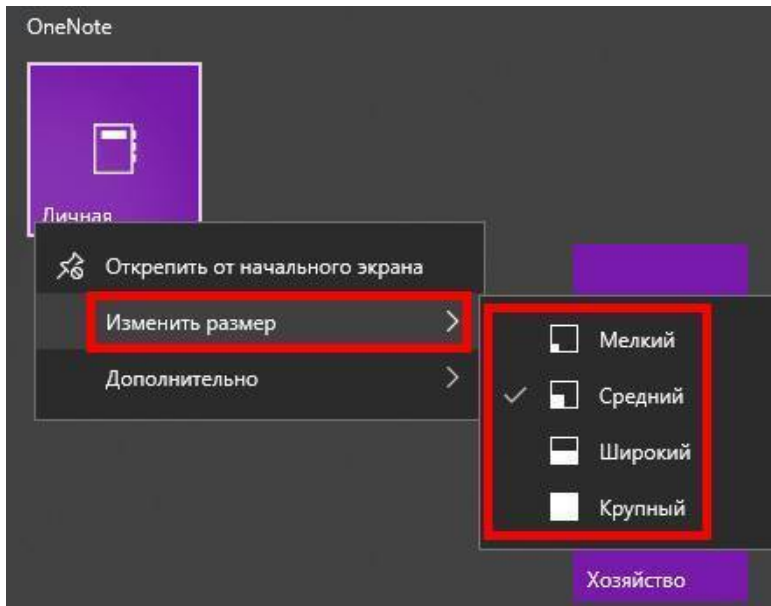 OneNote
Личная
Открепить от начального экрана
Изменить размер
Дополнительно
Мелкий
Средний
Широкий
Крупный
Хозяйство